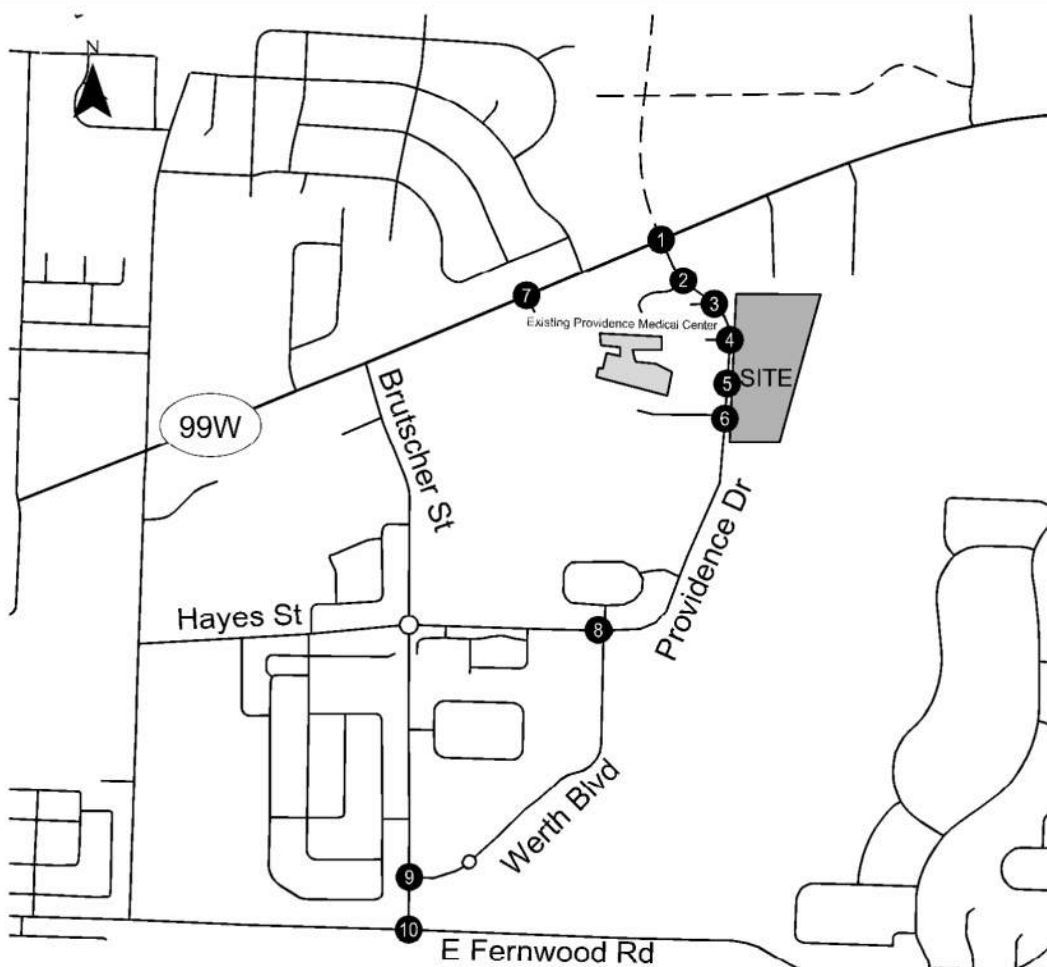 N
1
2
7
3
Existing Providence Medical Center
4
5
SITE
6
99W
Brutscher St
Providence Dr
Hayes St
8
Werth Blvd
9
10
E Fernwood Rd